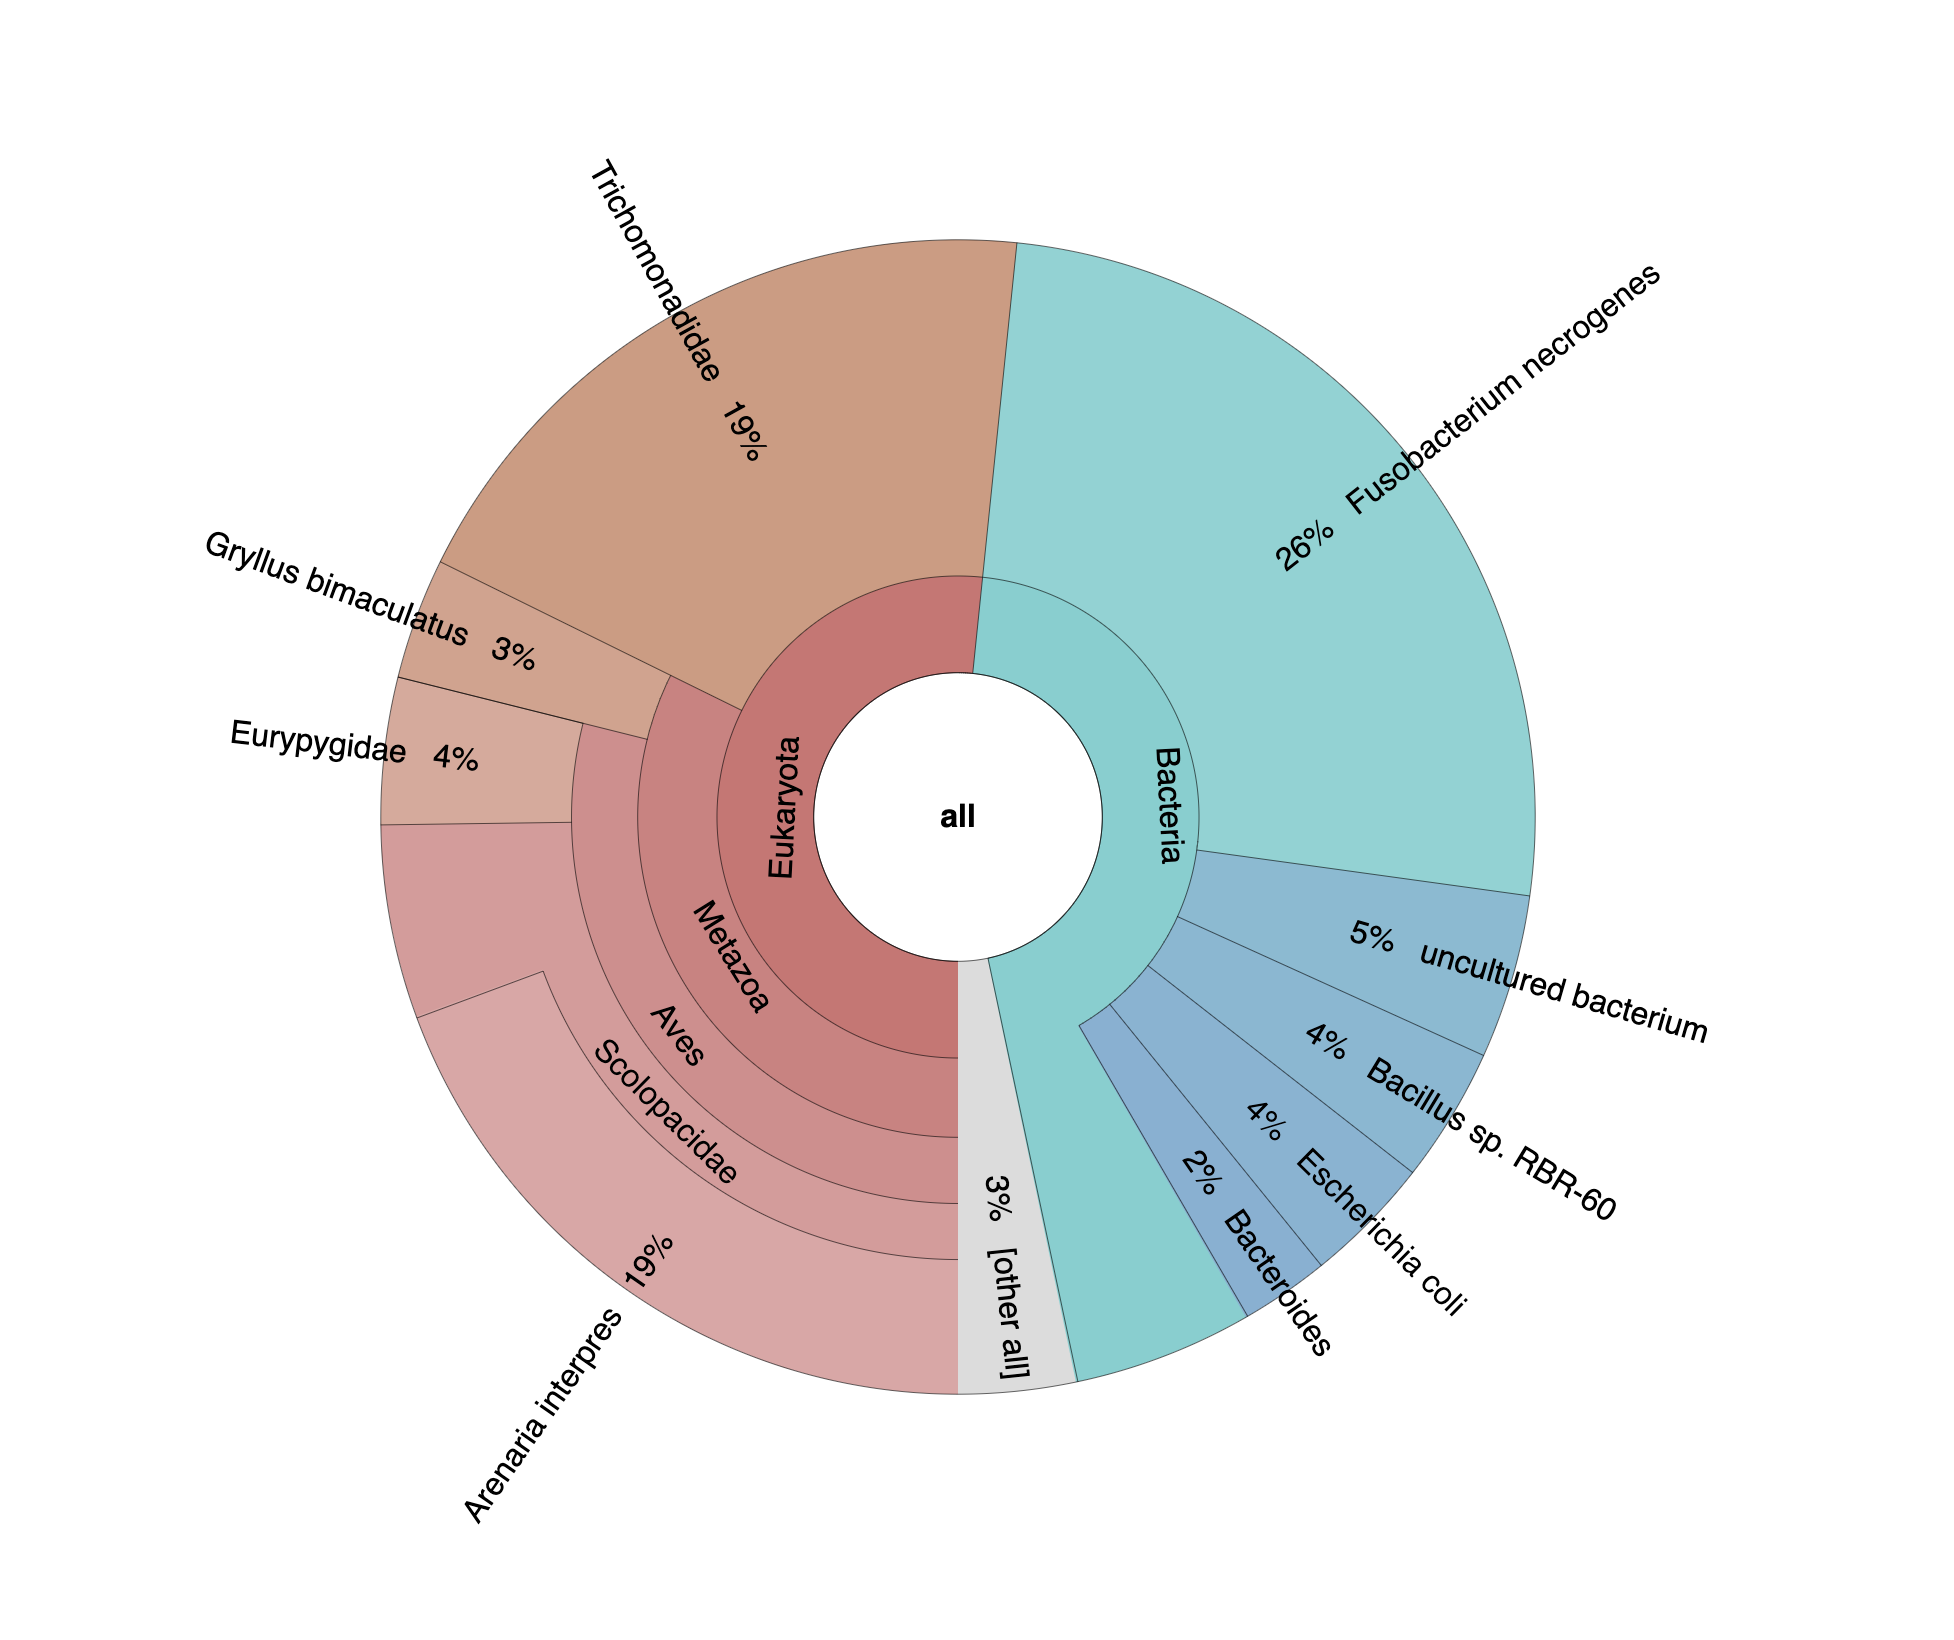 Trichomonadidae 19%
26% Fusobacterium necrogenes
Gryllus bimaculatus 3%
Eurypygidae 4%
Eukaryota
all
Bacteria
Metazoa
Aves
Scolopacidae
5% uncultured bacterium
4% Bacillus sp. RBR-60
4% Escherichia coli
2% Bacteroides
3% [other all]
Arenaria interpres 19%